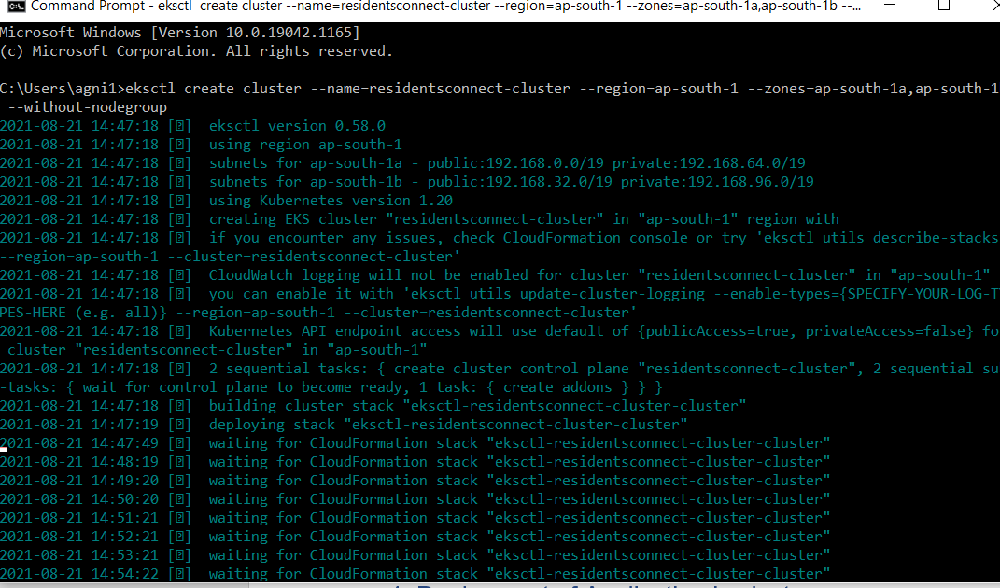 Command Prompt - eksctl  create cluster --name=residentsconnect-cluster --region=ap-south-1 --zones=ap-south-1a,ap-south-1b --...
Microsoft Windows [Version 10.0.19042.1165]
(c) Microsoft Corporation. All rights reserved.
C:\Users\agni1>eksctl create cluster --name=residentsconnect-cluster --region=ap-south-1 --zones=ap-south-1a,ap-south-1
--without-nodegroup
2021-08-21 14:47:18 [⍰]  eksctl version 0.58.0
2021-08-21 14:47:18 [⍰]  using region ap-south-1
2021-08-21 14:47:18 [⍰]  subnets for ap-south-1a - public:192.168.0.0/19 private:192.168.64.0/19
2021-08-21 14:47:18 [⍰]  subnets for ap-south-1b - public:192.168.32.0/19 private:192.168.96.0/19
2021-08-21 14:47:18 [⍰]  using Kubernetes version 1.20
2021-08-21 14:47:18 [⍰]  creating EKS cluster "residentsconnect-cluster" in "ap-south-1" region with
2021-08-21 14:47:18 [⍰]  if you encounter any issues, check CloudFormation console or try 'eksctl utils describe-stacks
--region=ap-south-1 --cluster=residentsconnect-cluster'
2021-08-21 14:47:18 [⍰]  CloudWatch logging will not be enabled for cluster "residentsconnect-cluster" in "ap-south-1"
2021-08-21 14:47:18 [⍰]  you can enable it with 'eksctl utils update-cluster-logging --enable-types={SPECIFY-YOUR-LOG-T
PES-HERE (e.g. all)} --region=ap-south-1 --cluster=residentsconnect-cluster'
2021-08-21 14:47:18 [⍰]  Kubernetes API endpoint access will use default of {publicAccess=true, privateAccess=false} fo
cluster "residentsconnect-cluster" in "ap-south-1"
2021-08-21 14:47:18 [⍰]  2 sequential tasks: { create cluster control plane "residentsconnect-cluster", 2 sequential su
-tasks: { wait for control plane to become ready, 1 task: { create addons } } }
2021-08-21 14:47:18 [⍰]  building cluster stack "eksctl-residentsconnect-cluster-cluster"
2021-08-21 14:47:19 [⍰]  deploying stack "eksctl-residentsconnect-cluster-cluster"
2021-08-21 14:47:49 [⍰]  waiting for CloudFormation stack "eksctl-residentsconnect-cluster-cluster"
2021-08-21 14:48:19 [⍰]  waiting for CloudFormation stack "eksctl-residentsconnect-cluster-cluster"
2021-08-21 14:49:20 [⍰]  waiting for CloudFormation stack "eksctl-residentsconnect-cluster-cluster"
2021-08-21 14:50:20 [⍰]  waiting for CloudFormation stack "eksctl-residentsconnect-cluster-cluster"
2021-08-21 14:51:21 [⍰]  waiting for CloudFormation stack "eksctl-residentsconnect-cluster-cluster"
2021-08-21 14:52:21 [⍰]  waiting for CloudFormation stack "eksctl-residentsconnect-cluster-cluster"
2021-08-21 14:53:21 [⍰]  waiting for CloudFormation stack "eksctl-residentsconnect-cluster-cluster"
2021-08-21 14:54:22 [⍰]  waiting for CloudFormation stack "eksctl-residentsconnect-cluster-cluster"